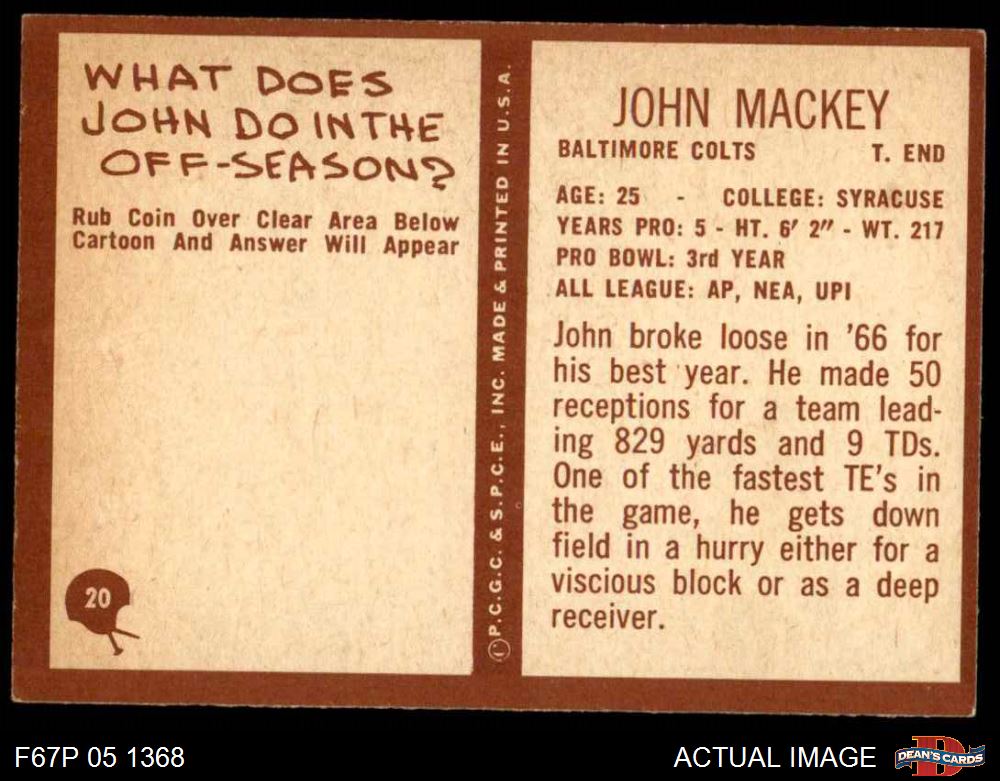 WHAT DOES
JOHN DO IN THE
OFF-SEASON?
Rub Coin Over Clear Area Below
Cartoon And Answer Will Appear
20
©P.C.G.C. & S.P.C.E., INC. MADE & PRINTED IN U.S.A.
JOHN MACKEY
BALTIMORE COLTS T. END
AGE: 25 - COLLEGE: SYRACUSE
YEARS PRO: 5 - HT. 6' 2" - WT. 217
PRO BOWL: 3rd YEAR
ALL LEAGUE: AP, NEA, UPI
John broke loose in '66 for
his best year. He made 50
receptions for a team lead-
ing 829 yards and 9 TDs.
One of the fastest TE's in
the game, he gets down
field in a hurry either for a
viscious block or as a deep
receiver.
F67P 05 1368
ACTUAL IMAGE
D
DEAN'S CARDS